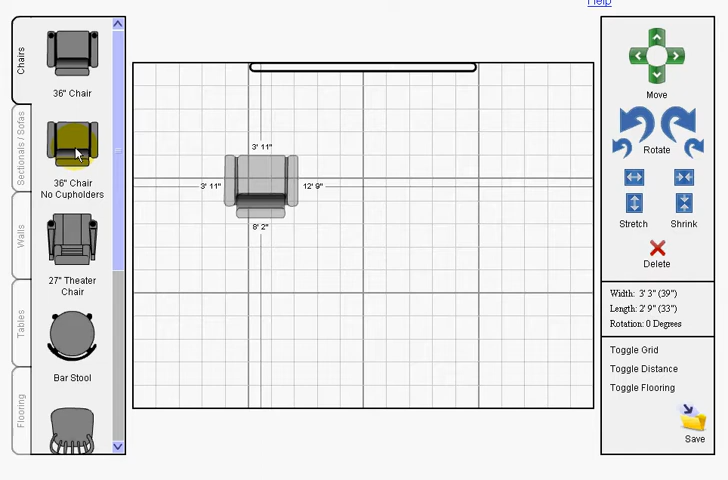 Help
Chairs
Sectionals / Sofas
Walls
Tables
Flooring
36" Chair
36" Chair
No Cupholders
27" Theater
Chair
Bar Stool
3' 11"
3' 11"
12' 9"
8' 2"
Move
Rotate
Stretch
Shrink
Delete
Width: 3' 3" (39")
Length: 2' 9" (33")
Rotation: 0 Degrees
Toggle Grid
Toggle Distance
Toggle Flooring
Save